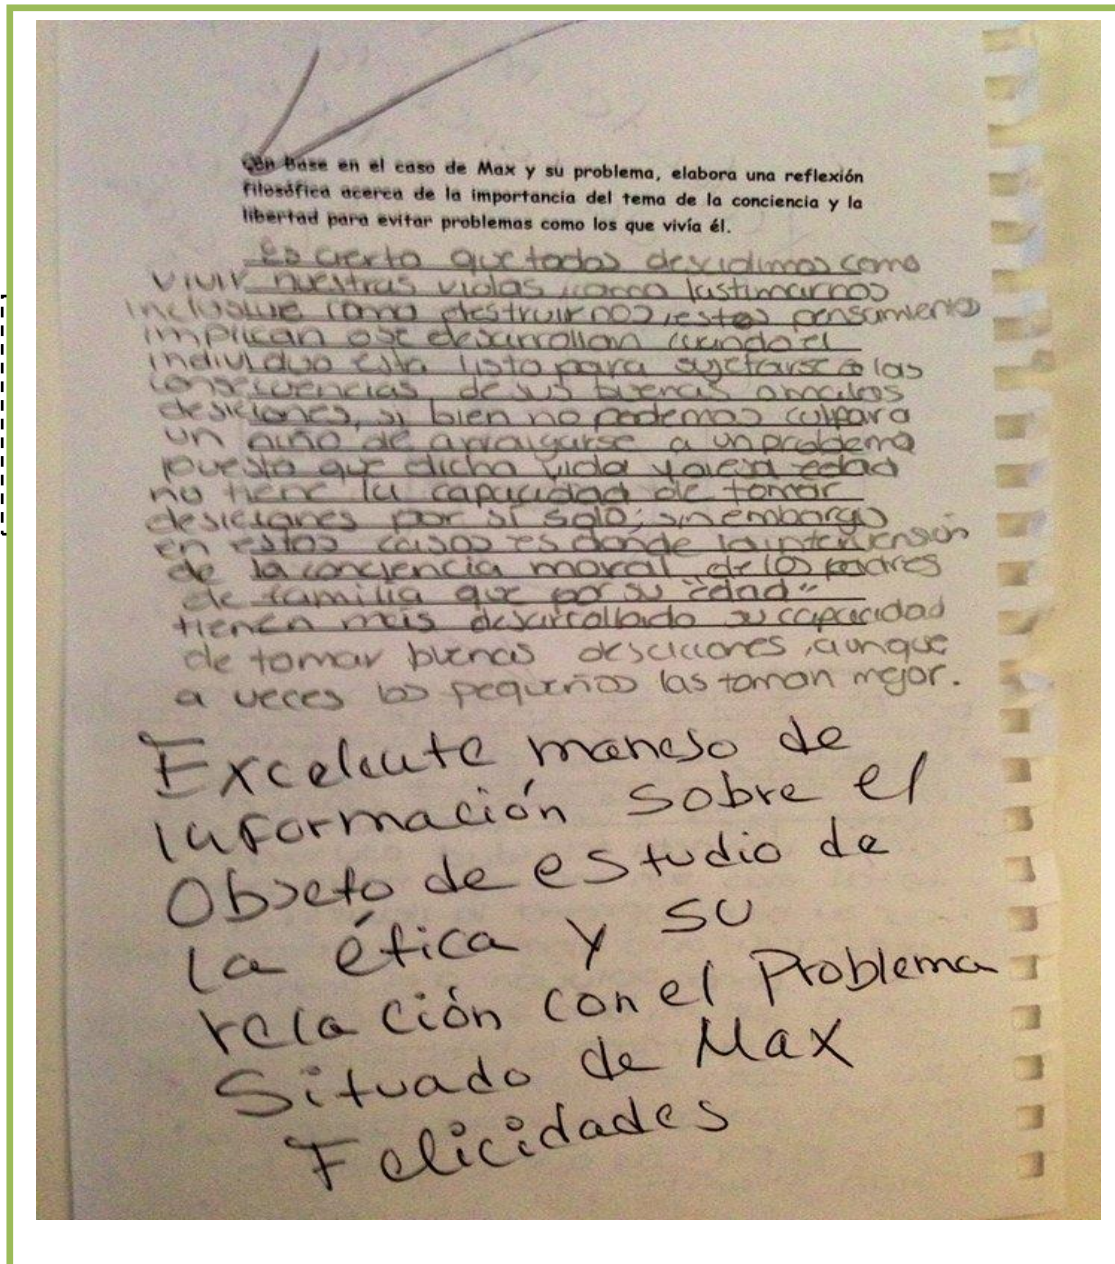 Con Base en el caso de Max y su problema, elabora una reflexión
filosófica acerca de la importancia del tema de la conciencia y la
libertad para evitar problemas como los que vivía él.
Es cierto que todos desidimos como
vivir nuestras vidas como lastimarnos
inclusive como destruirnos, estos pensamientos
implican o se desarrollan cuando el
individuo esta listo para sujetarse a las
consecuencias de sus buenas o malas
desiciones, si bien no podemos culpar a
un niño de arraigarse a un problema
puesto que dicha vida y a esa edad
no tiene la capacidad de tomar
desiciones por si solo; sin embargo
en estos casos es donde la intervensión
de la conciencia moral de los padres
de familia que por su "edad"
tienen más desarrollado su capacidad
de tomar buenas desiciones, aunque
a veces los pequeños las toman mejor.
Excelente manejo de
información sobre el
Objeto de estudio de
la ética y su
relación con el Problema
Situado de Max
Felicidades